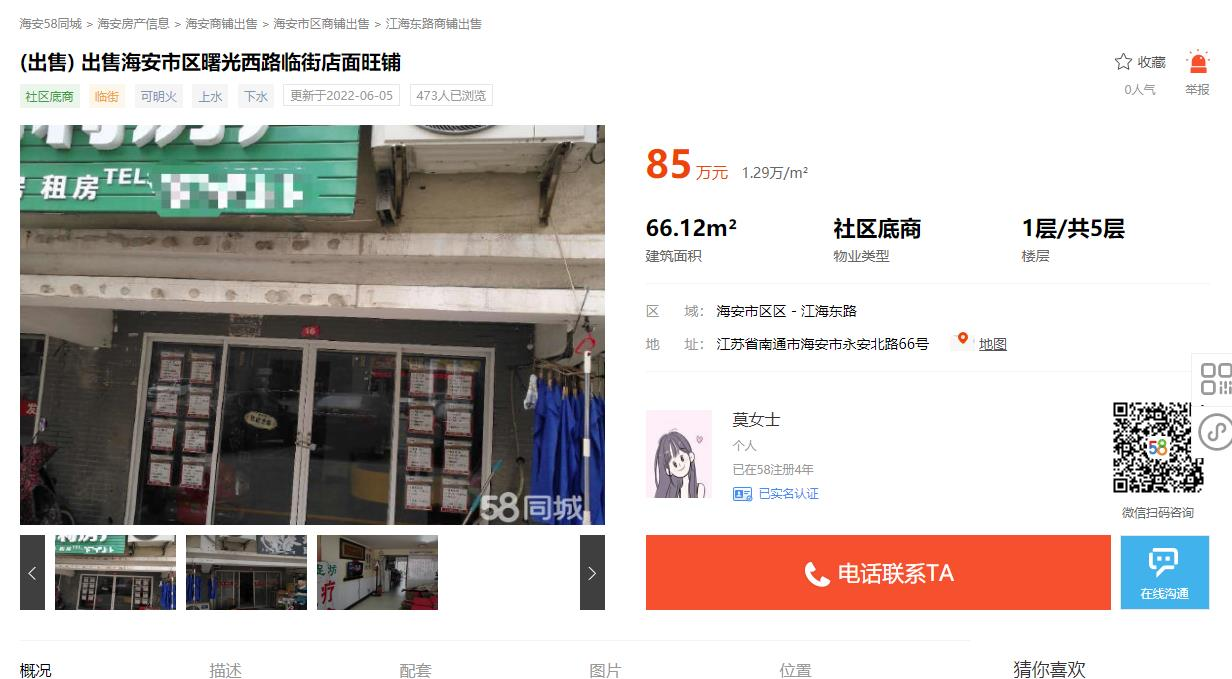 海安58同城 > 海安房产信息 > 海安商铺出售 > 海安市区商铺出售 > 江海东路商铺出售
(出售) 出售海安市区曙光西路临街店面旺铺
收藏
社区底商 临街 可明火 上水 下水 更新于2022-06-05 473人已浏览
0人气 举报
租房 TEL
16
58同城
85 万元 1.29万/m²
66.12m² 社区底商 1层/共5层
建筑面积 物业类型 楼层
区 域： 海安市区区 - 江海东路
地 址： 江苏省南通市海安市永安北路66号 地图
莫女士
个人
已在58注册4年
已实名认证
58
微信扫码咨询
电话联系TA
在线沟通
概况 描述 配套 图片 位置 猜你喜欢